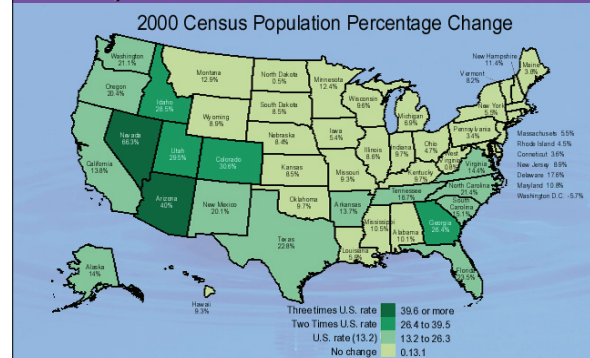 2000 Census Population Percentage Change
Washington
21.1%
Oregon
20.4%
California
13.8%
Nevada
66.3%
Idaho
28.5%
Montana
12.9%
Wyoming
8.9%
Utah
29.5%
Colorado
30.6%
Arizona
40%
New Mexico
20.1%
North Dakota
0.5%
South Dakota
8.5%
Nebraska
8.4%
Kansas
8.5%
Oklahoma
9.7%
Texas
22.8%
Minnesota
12.4%
Iowa
5.4%
Missouri
9.3%
Arkansas
13.7%
Louisiana
Wisconsin
9.6%
Illinois
8.6%
Michigan
6.9%
Indiana
9.7%
Ohio
4.7%
Kentucky
9.7%
Tennessee
16.7%
Mississippi
10.5%
Alabama
10.1%
Georgia
26.4%
Florida
23.5%
South
Carolina
15.1%
North Carolina
21.4%
Virginia
14.4%
West
Virginia
Pennsylvania
3.4%
New York
5.5%
Vermont
8.2%
New Hampshire
11.4%
Maine
3.8%
Massachusets 5.5%
Rhode Island 4.5%
Connecticut 3.6%
New Jersey 8.9%
Delaware 17.6%
Maryland 10.8%
Washington D.C. -5.7%
Alaska
14%
Hawaii
9.3%
Three times U.S. rate 39.6 or more
Two Times U.S. rate 26.4 to 39.5
U.S. rate (13.2) 13.2 to 26.3
No change 0.13.1